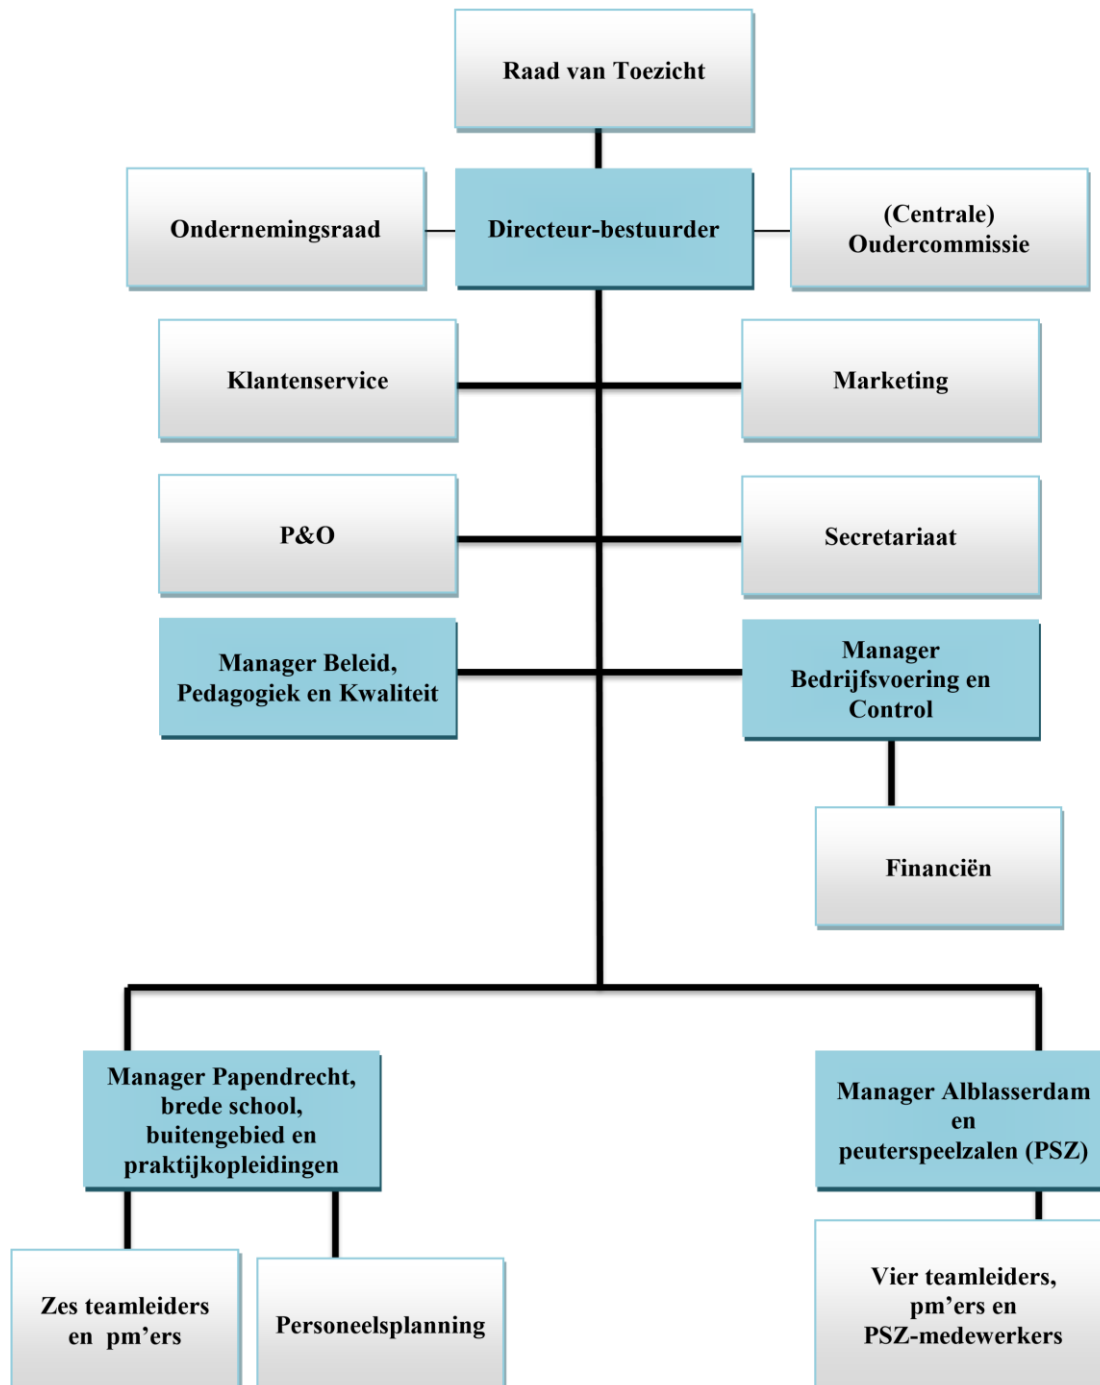 Raad van Toezicht
Ondernemingsraad
Directeur-bestuurder
(Centrale)
Oudercommissie
Klantenservice
Marketing
P&O
Secretariaat
Manager Beleid,
Pedagogiek en Kwaliteit
Manager
Bedrijfsvoering en
Control
Financiën
Manager Papendrecht,
brede school,
buitengebied en
praktijkopleidingen
Manager Alblasserdam
en
peuterspeelzalen (PSZ)
Zes teamleiders
en pm’ers
Personeelsplanning
Vier teamleiders,
pm’ers en
PSZ-medewerkers